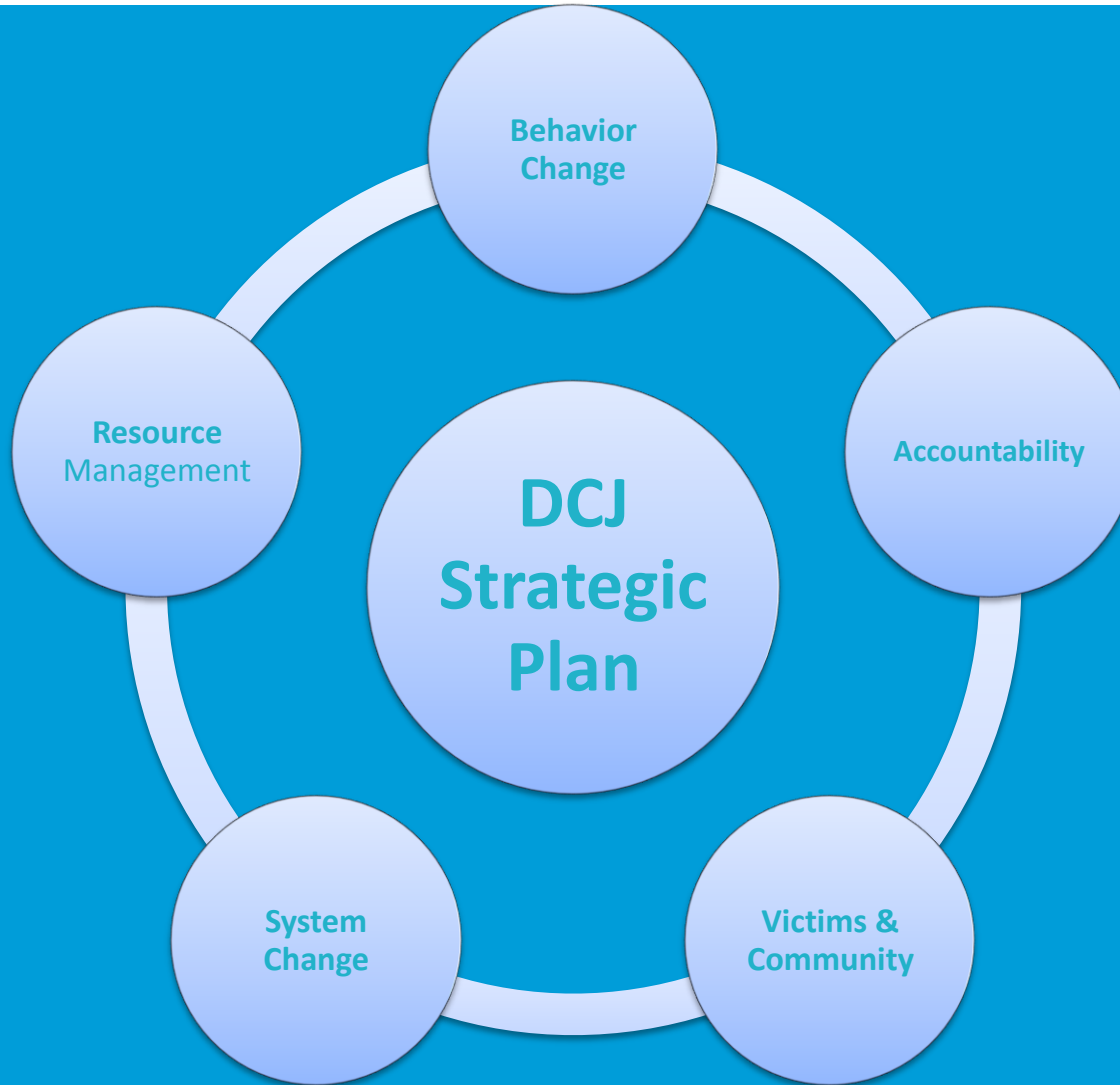 Behavior
Change
Accountability
Victims &
Community
System
Change
Resource
Management
DCJ
Strategic
Plan